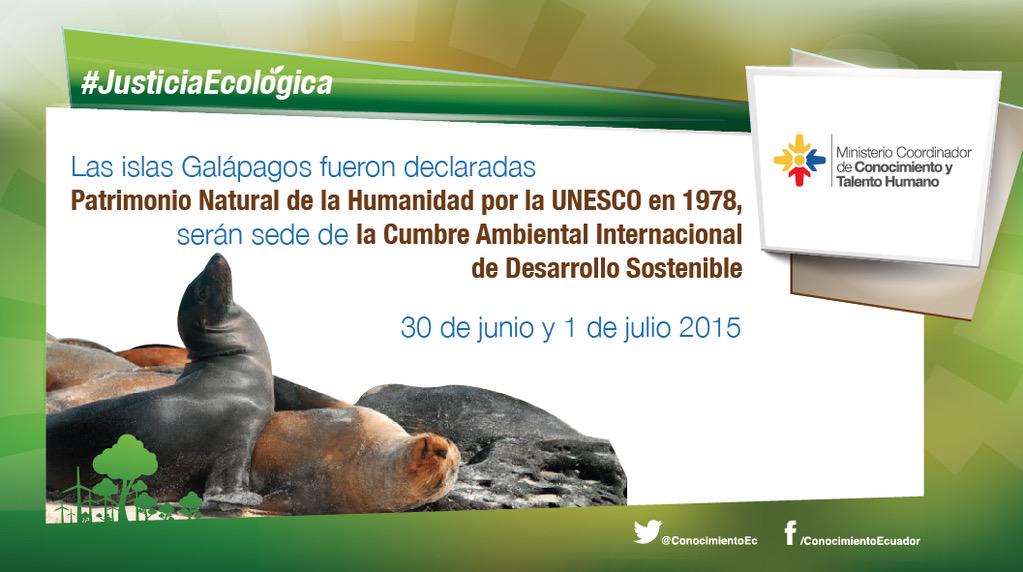 #JusticiaEcológica
Las islas Galápagos fueron declaradas
Patrimonio Natural de la Humanidad por la UNESCO en 1978,
serán sede de la Cumbre Ambiental Internacional
de Desarrollo Sostenible
30 de junio y 1 de julio 2015
Ministerio Coordinador
de Conocimiento y
Talento Humano
@ConocimientoEc
/ConocimientoEcuador